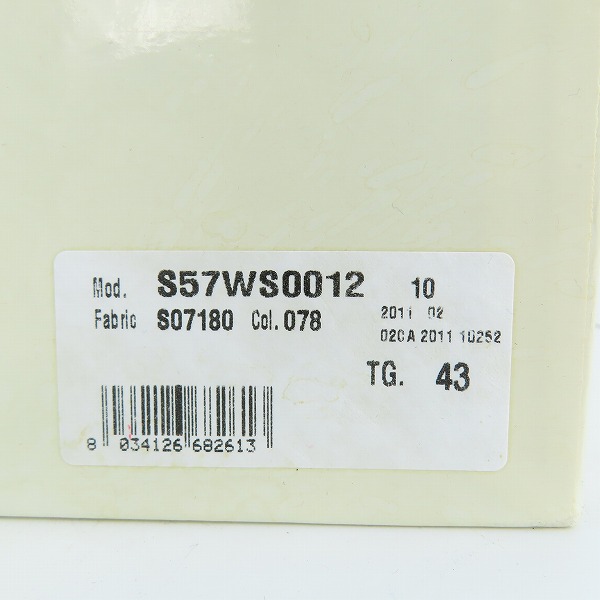 Mod. S57WS0012 10
Fabric S07180 Col. 078 2011 02
020A 2011 10252
TG. 43
8 034126 682613